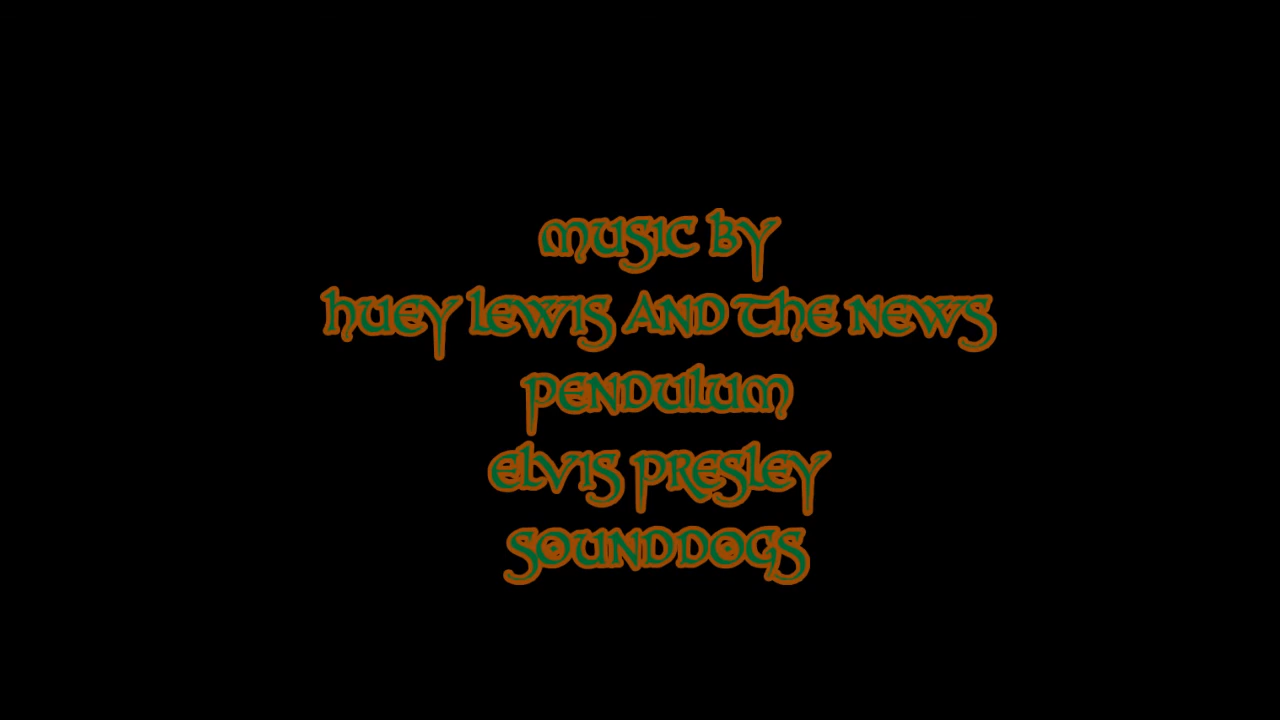 music by
huey lewis and the news
pendulum
elvis presley
sounddogs